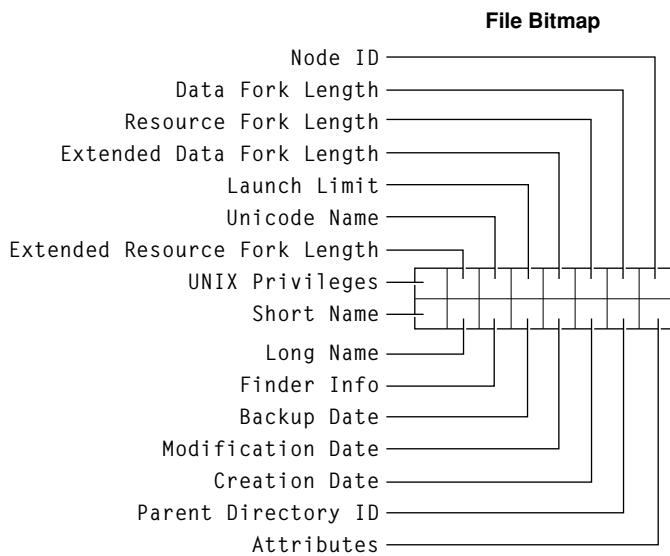 File Bitmap
Node ID
Data Fork Length
Resource Fork Length
Extended Data Fork Length
Launch Limit
Unicode Name
Extended Resource Fork Length
UNIX Privileges
Short Name
Long Name
Finder Info
Backup Date
Modification Date
Creation Date
Parent Directory ID
Attributes